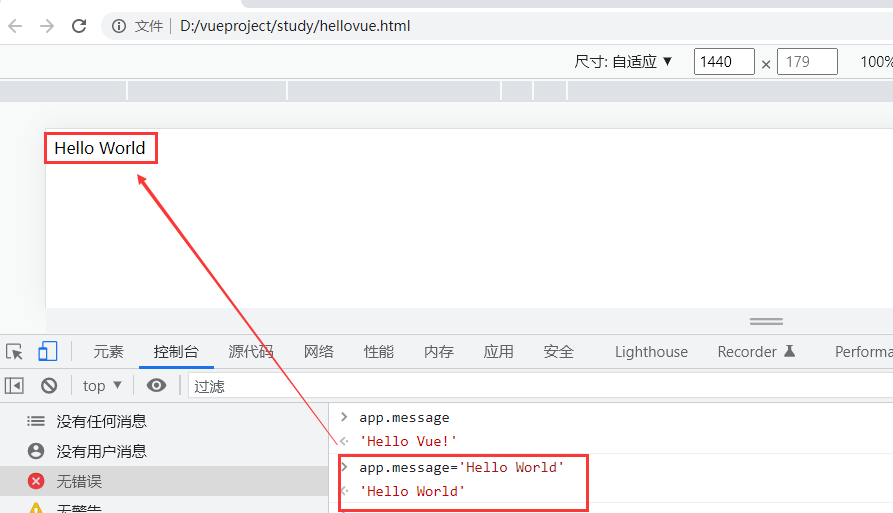 文件 D:/vueproject/study/hellovue.html
尺寸: 自适应 ▼ 1440 × 179 100%
Hello World
元素 控制台 源代码 网络 性能 内存 应用 安全 Lighthouse Recorder Performa
top ▼ 过滤
没有任何消息
没有用户消息
无错误
无警告
> app.message
'Hello Vue!'
> app.message='Hello World'
'Hello World'